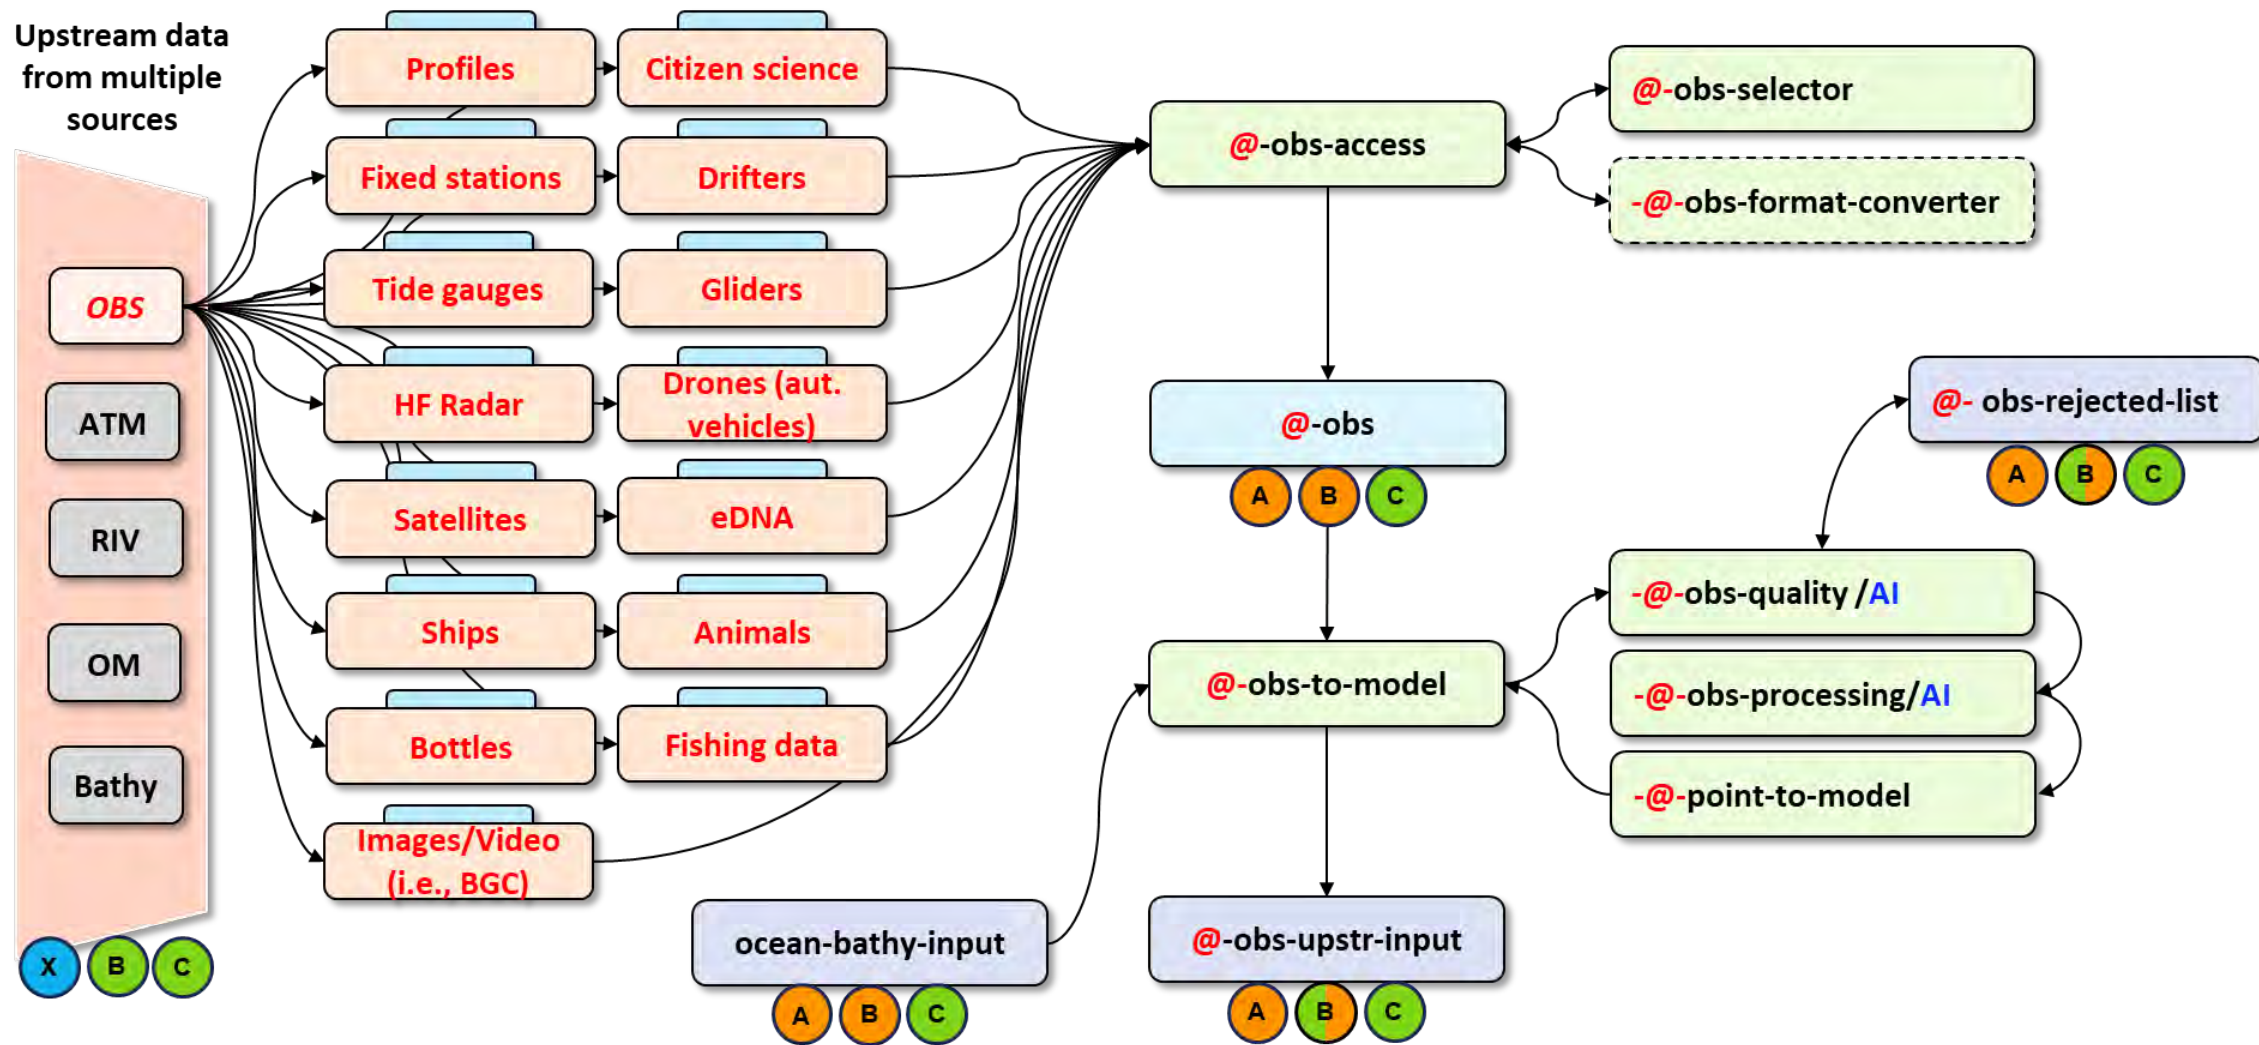 Upstream data
from multiple
sources
OBS
ATM
RIV
OM
Bathy
X
B
C
Profiles
Citizen science
Fixed stations
Drifters
Tide gauges
Gliders
HF Radar
Drones (aut.
vehicles)
Satellites
eDNA
Ships
Animals
Bottles
Fishing data
Images/Video
(i.e., BGC)
@-obs-access
@-obs-selector
-@-obs-format-converter
@-obs
A
B
C
@- obs-rejected-list
A
B
C
@-obs-to-model
-@-obs-quality /AI
-@-obs-processing/AI
-@-point-to-model
ocean-bathy-input
A
B
C
@-obs-upstr-input
A
B
C